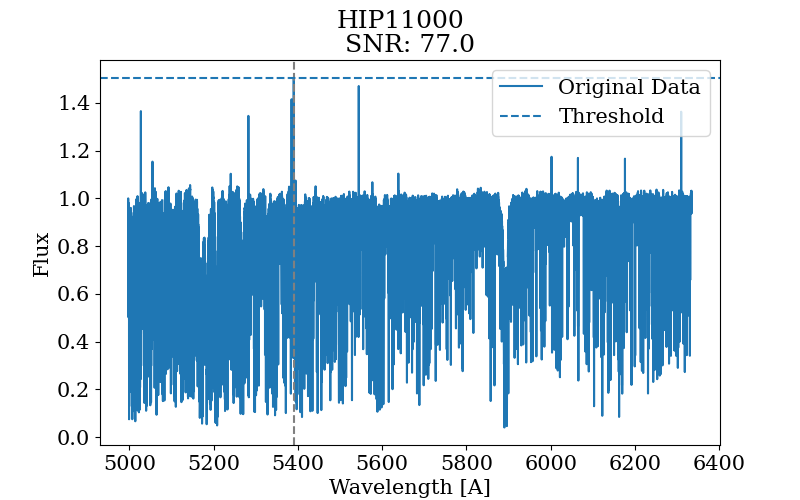 HIP11000
SNR: 77.0
Original Data
Threshold
Flux
1.4
1.2
1.0
0.8
0.6
0.4
0.2
0.0
5000 5200 5400 5600 5800 6000 6200 6400
Wavelength [A]